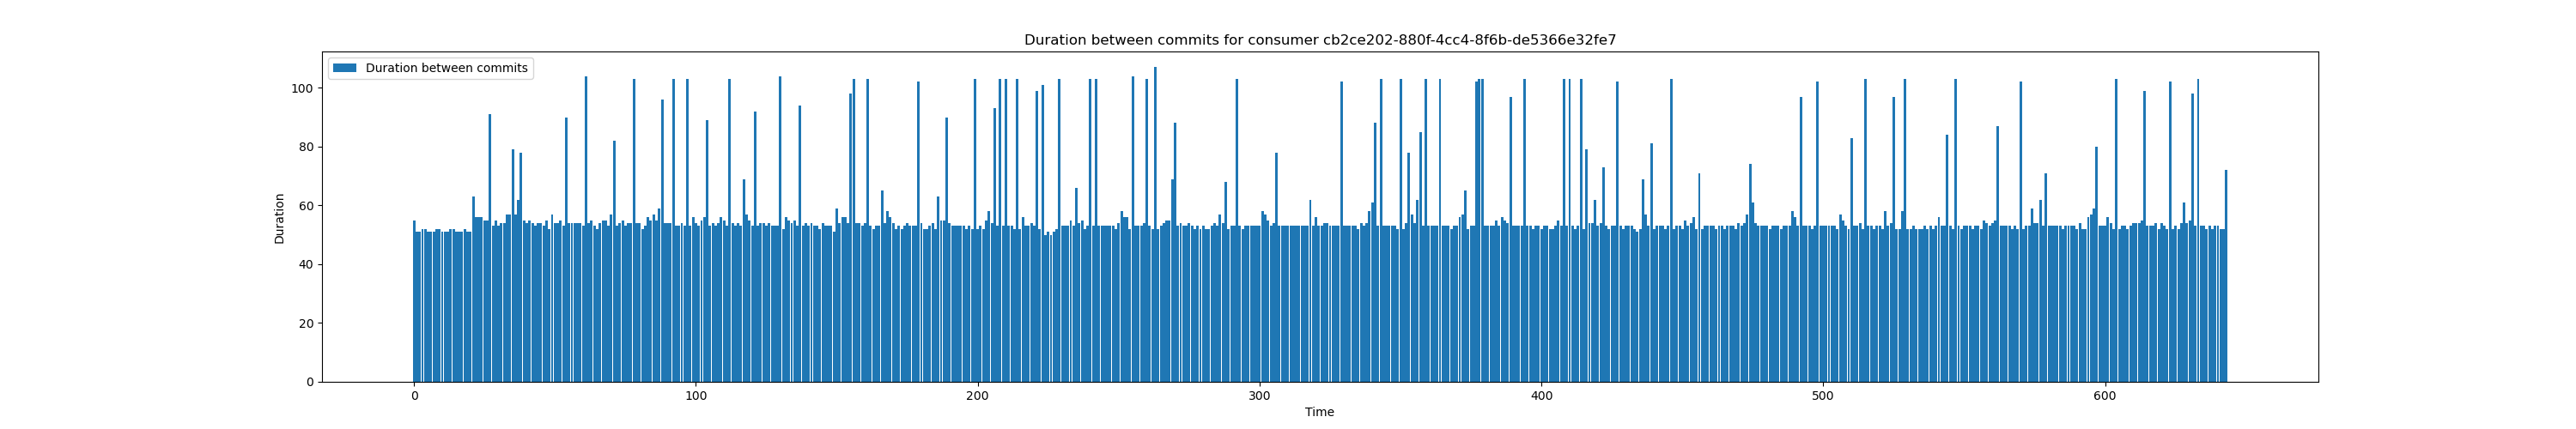 Duration between commits for consumer cb2ce202-880f-4cc4-8f6b-de5366e32fe7
Duration between commits
100
80
60
40
20
0
Duration
0 100 200 300 400 500 600
Time